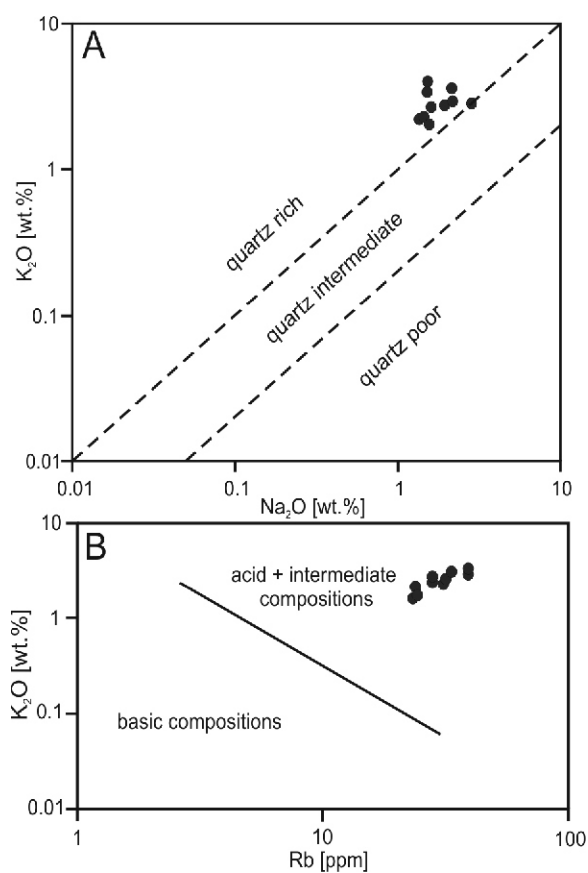 A
10
1
0.1
0.01
K₂O [wt.%]
quartz rich
quartz intermediate
quartz poor
0.01
0.1
1
10
Na₂O [wt.%]
B
10
1
0.1
0.01
K₂O [wt.%]
acid + intermediate
compositions
basic compositions
1
10
100
Rb [ppm]